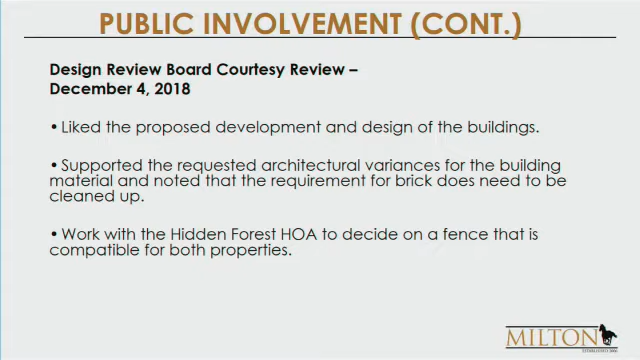 PUBLIC INVOLVEMENT (CONT.)
Design Review Board Courtesy Review –
December 4, 2018
• Liked the proposed development and design of the buildings.
• Supported the requested architectural variances for the building
material and noted that the requirement for brick does need to be
cleaned up.
• Work with the Hidden Forest HOA to decide on a fence that is
compatible for both properties.
MILTON
ESTABLISHED 2006